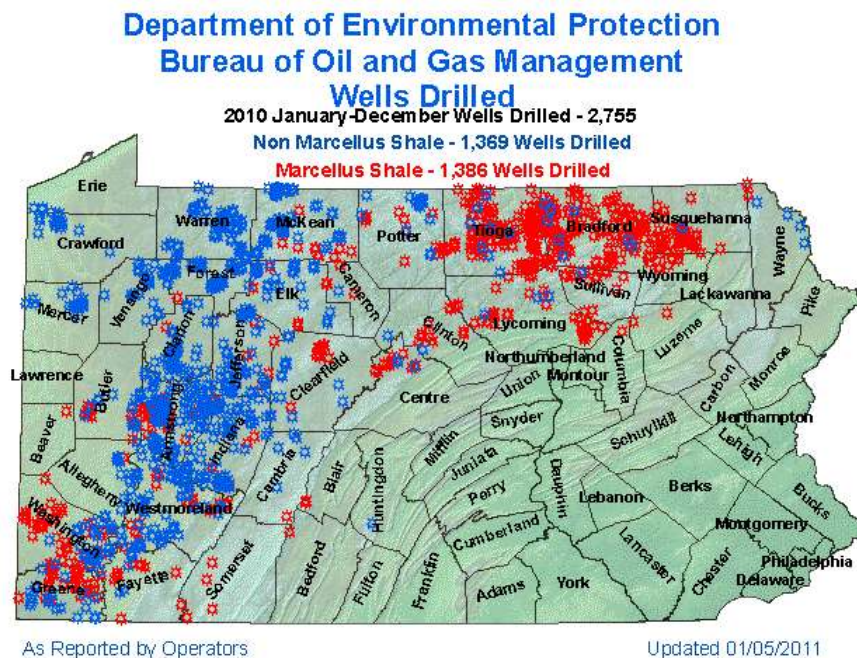 Department of Environmental Protection
Bureau of Oil and Gas Management
Wells Drilled
2010 January-December Wells Drilled - 2,755
Non Marcellus Shale - 1,369 Wells Drilled
Marcellus Shale - 1,386 Wells Drilled
Erie
Crawford
Warren
McKean
Potter
Tioga
Bradford
Susquehanna
Wayne
Forest
Venango
Mercer
Elk
Cameron
Sullivan
Wyoming
Lackawanna
Pike
Clarion
Jefferson
Clearfield
Clinton
Lycoming
Luzerne
Lawrence
Butler
Centre
Northumberland
Montour
Columbia
Union
Carbon
Monroe
Beaver
Armstrong
Indiana
Snyder
Northampton
Schuylkill
Lehigh
Allegheny
Cambria
Blair
Huntingdon
Mifflin
Juniata
Perry
Dauphin
Lebanon
Berks
Bucks
Washington
Westmoreland
Montgomery
Cumberland
Lancaster
Chester
Philadelphia
Delaware
Greene
Fayette
Somerset
Bedford
Fulton
Franklin
Adams
York
As Reported by Operators
Updated 01/05/2011